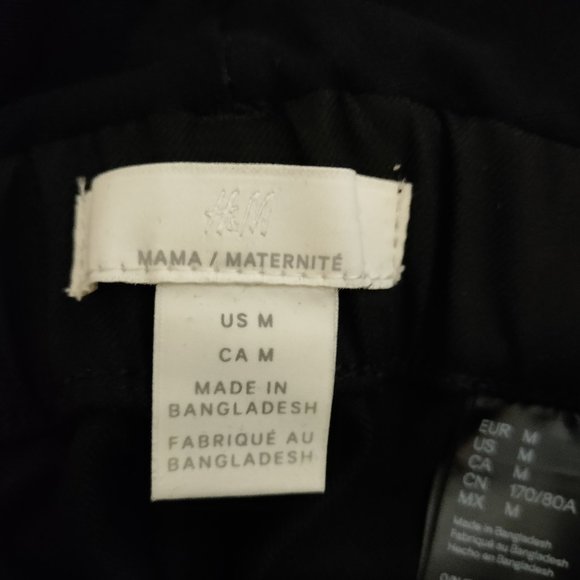 H&M
MAMA / MATERNITÉ
US M
CA M
MADE IN
BANGLADESH
FABRIQUÉ AU
BANGLADESH
EUR M
US M
CA M
CN 170/80A
MX M
Made in Bangladesh
Fabriqué au Bangladesh
Hecho en Bangladesh